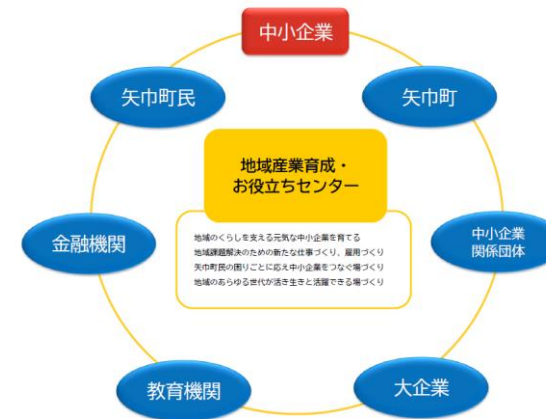 中小企業
矢巾町民
矢巾町
地域産業育成・
お役立ちセンター
地域のくらしを支える元気な中小企業を育てる
地域課題解決のための新たな仕事づくり、雇用づくり
矢巾町民の困りごとに応え中小企業をつなぐ場づくり
地域のあらゆる世代が活き生きと活躍できる場づくり
金融機関
中小企業
関係団体
教育機関
大企業